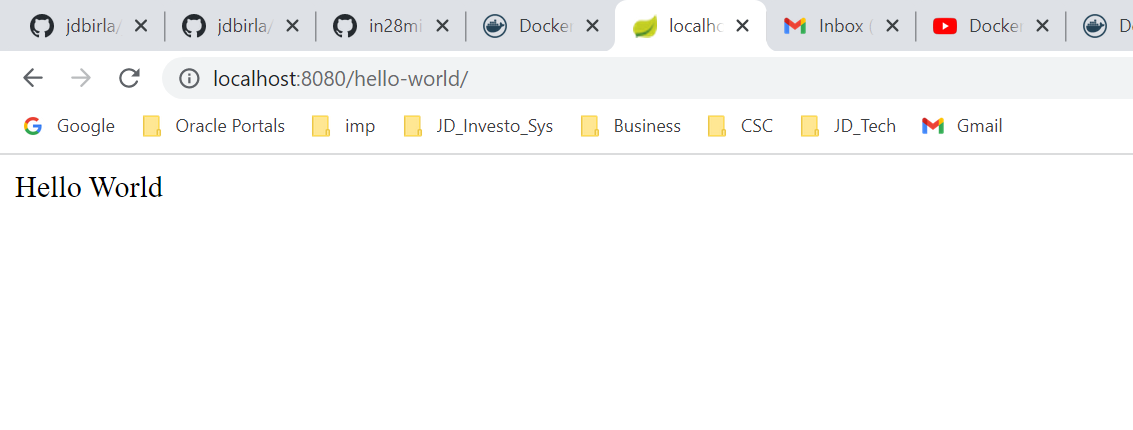 jdbirla/ jdbirla/ in28mi Docker localho Inbox ( Docker D
localhost:8080/hello-world/
Google Oracle Portals imp JD_Investo_Sys Business CSC JD_Tech Gmail
Hello World